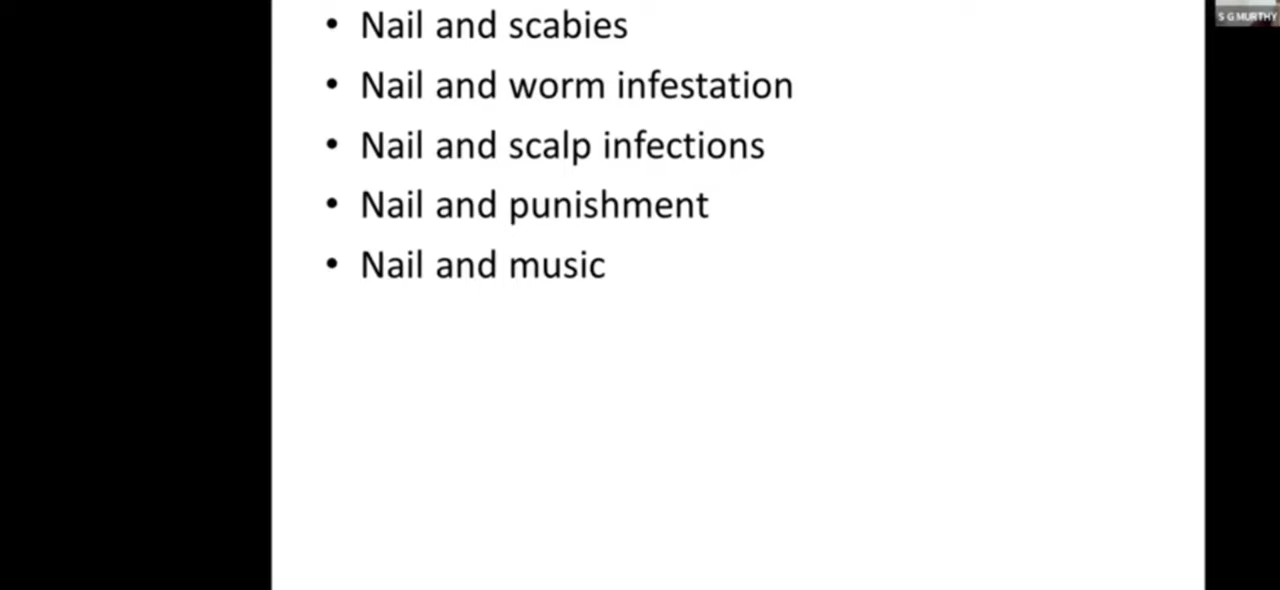 • Nail and scabies
• Nail and worm infestation
• Nail and scalp infections
• Nail and punishment
• Nail and music
S G MURTHY